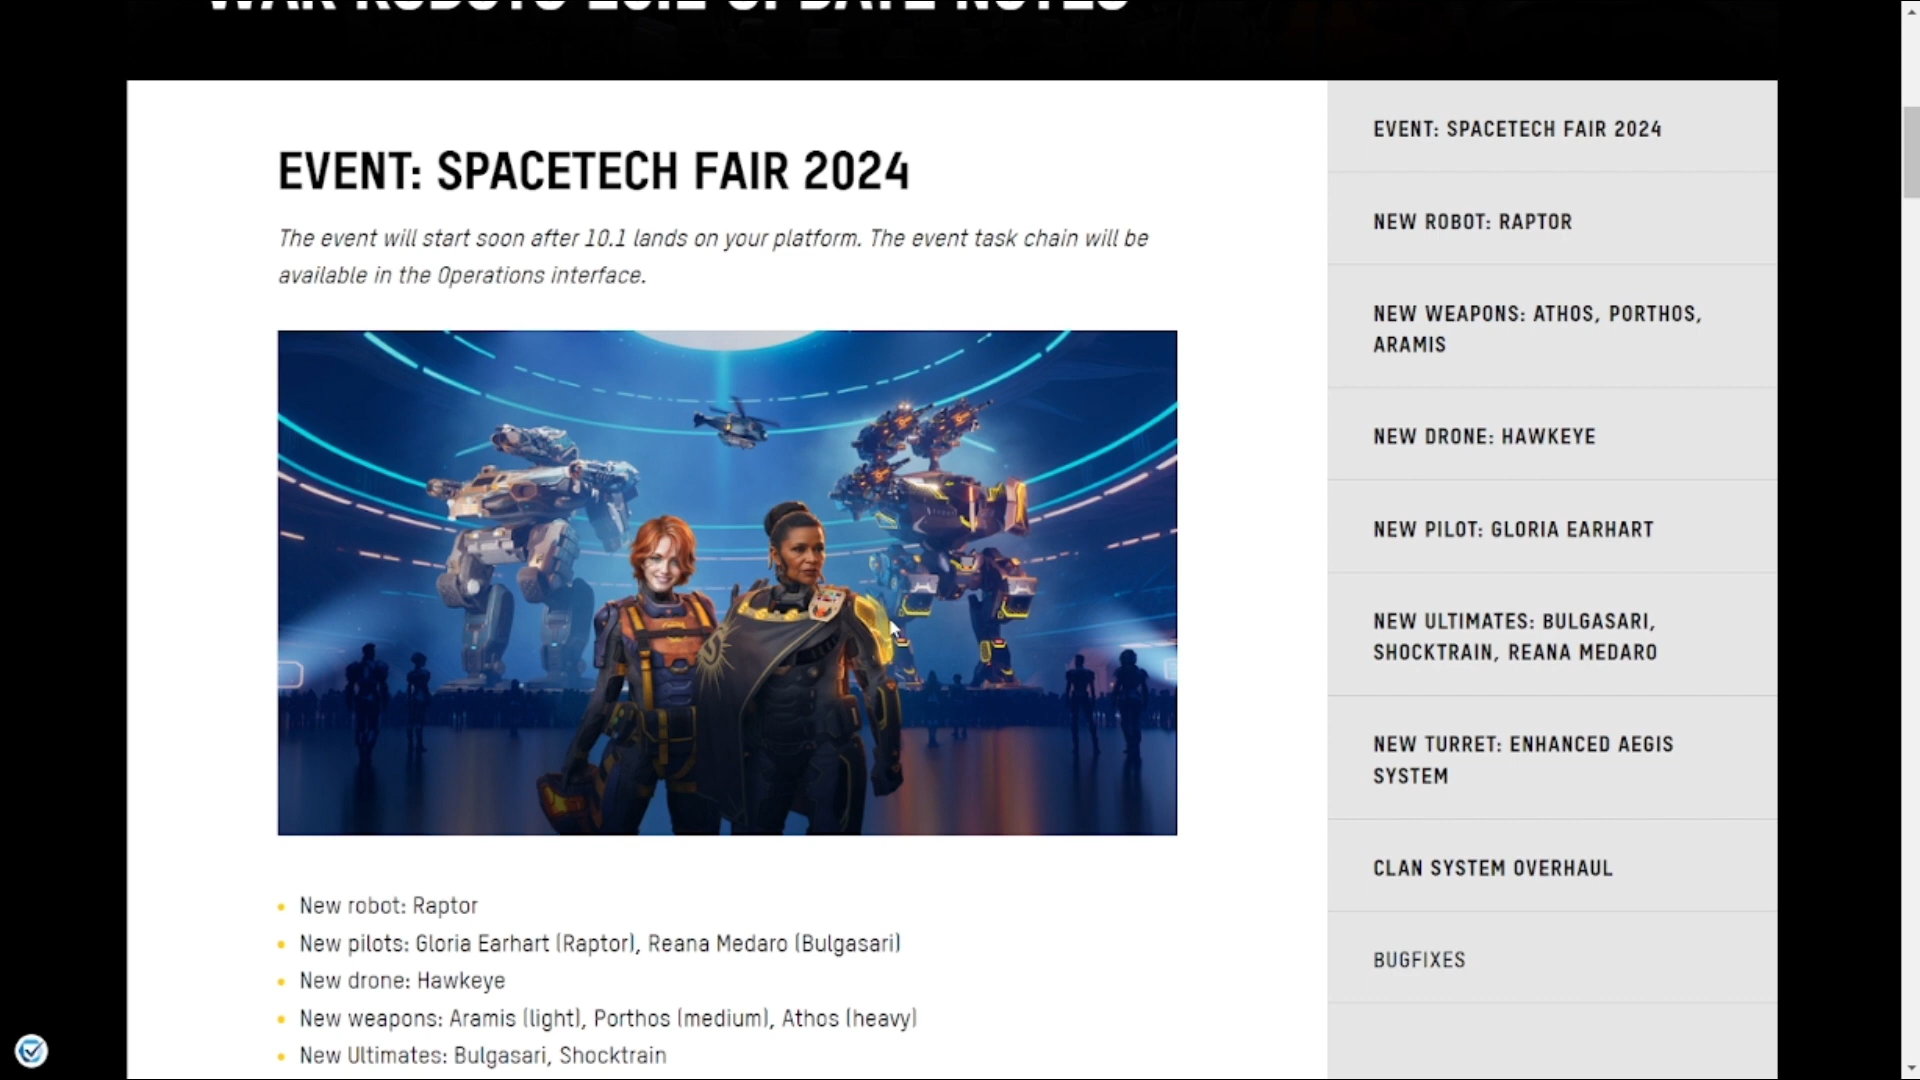 WAR ROBOTS UPDATE NOTES
EVENT: SPACETECH FAIR 2024
The event will start soon after 10.1 lands on your platform. The event task chain will be
available in the Operations interface.
New robot: Raptor
New pilots: Gloria Earhart (Raptor), Reana Medaro (Bulgasari)
New drone: Hawkeye
New weapons: Aramis (light), Porthos (medium), Athos (heavy)
New Ultimates: Bulgasari, Shocktrain
EVENT: SPACETECH FAIR 2024
NEW ROBOT: RAPTOR
NEW WEAPONS: ATHOS, PORTHOS,
ARAMIS
NEW DRONE: HAWKEYE
NEW PILOT: GLORIA EARHART
NEW ULTIMATES: BULGASARI,
SHOCKTRAIN, REANA MEDARO
NEW TURRET: ENHANCED AEGIS
SYSTEM
CLAN SYSTEM OVERHAUL
BUGFIXES